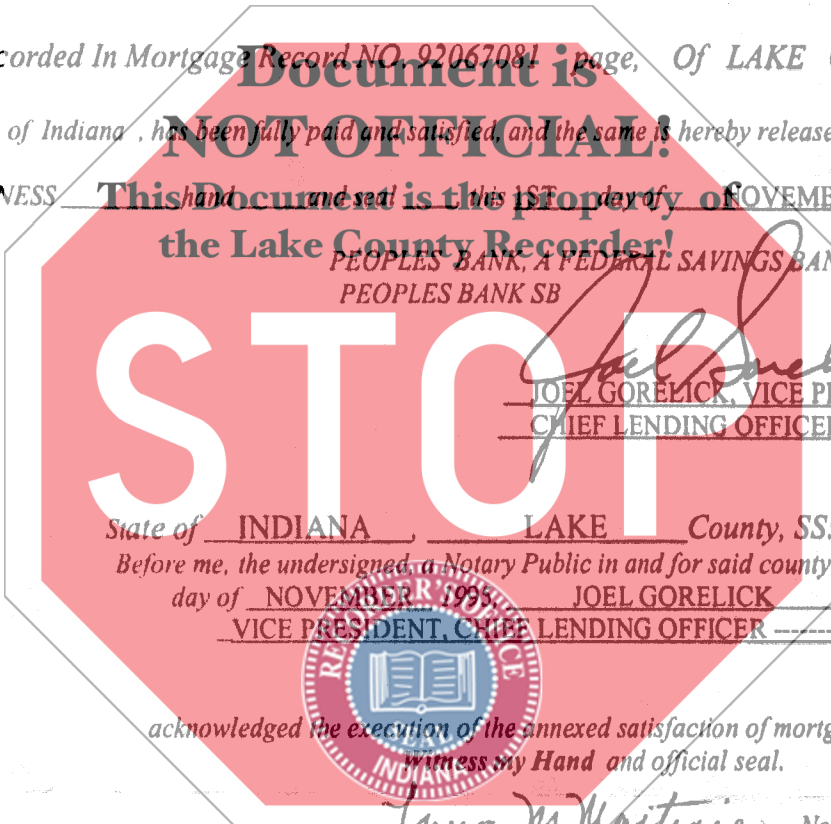 corded In Mortgage Record NO. 92067081 page, Of LAKE
Document is
of Indiana , has been fully paid and satisfied, and the same is hereby release
NOT OFFICIAL!
NESS hand and seal this 1ST day of NOVEMB
This Document is the property of
the Lake County Recorder!
PEOPLES BANK, A FEDERAL SAVINGS BAN
PEOPLES BANK SB
STOP
JOEL GORELICK, VICE PR
CHIEF LENDING OFFICER
State of INDIANA , LAKE County, SS:
Before me, the undersigned, a Notary Public in and for said county
day of NOVEMBER 1995, JOEL GORELICK
VICE PRESIDENT, CHIEF LENDING OFFICER -------
RECORDER'S OFFICE
SEAL
INDIANA
acknowledged the execution of the annexed satisfaction of mortg
Witness my Hand and official seal.
No